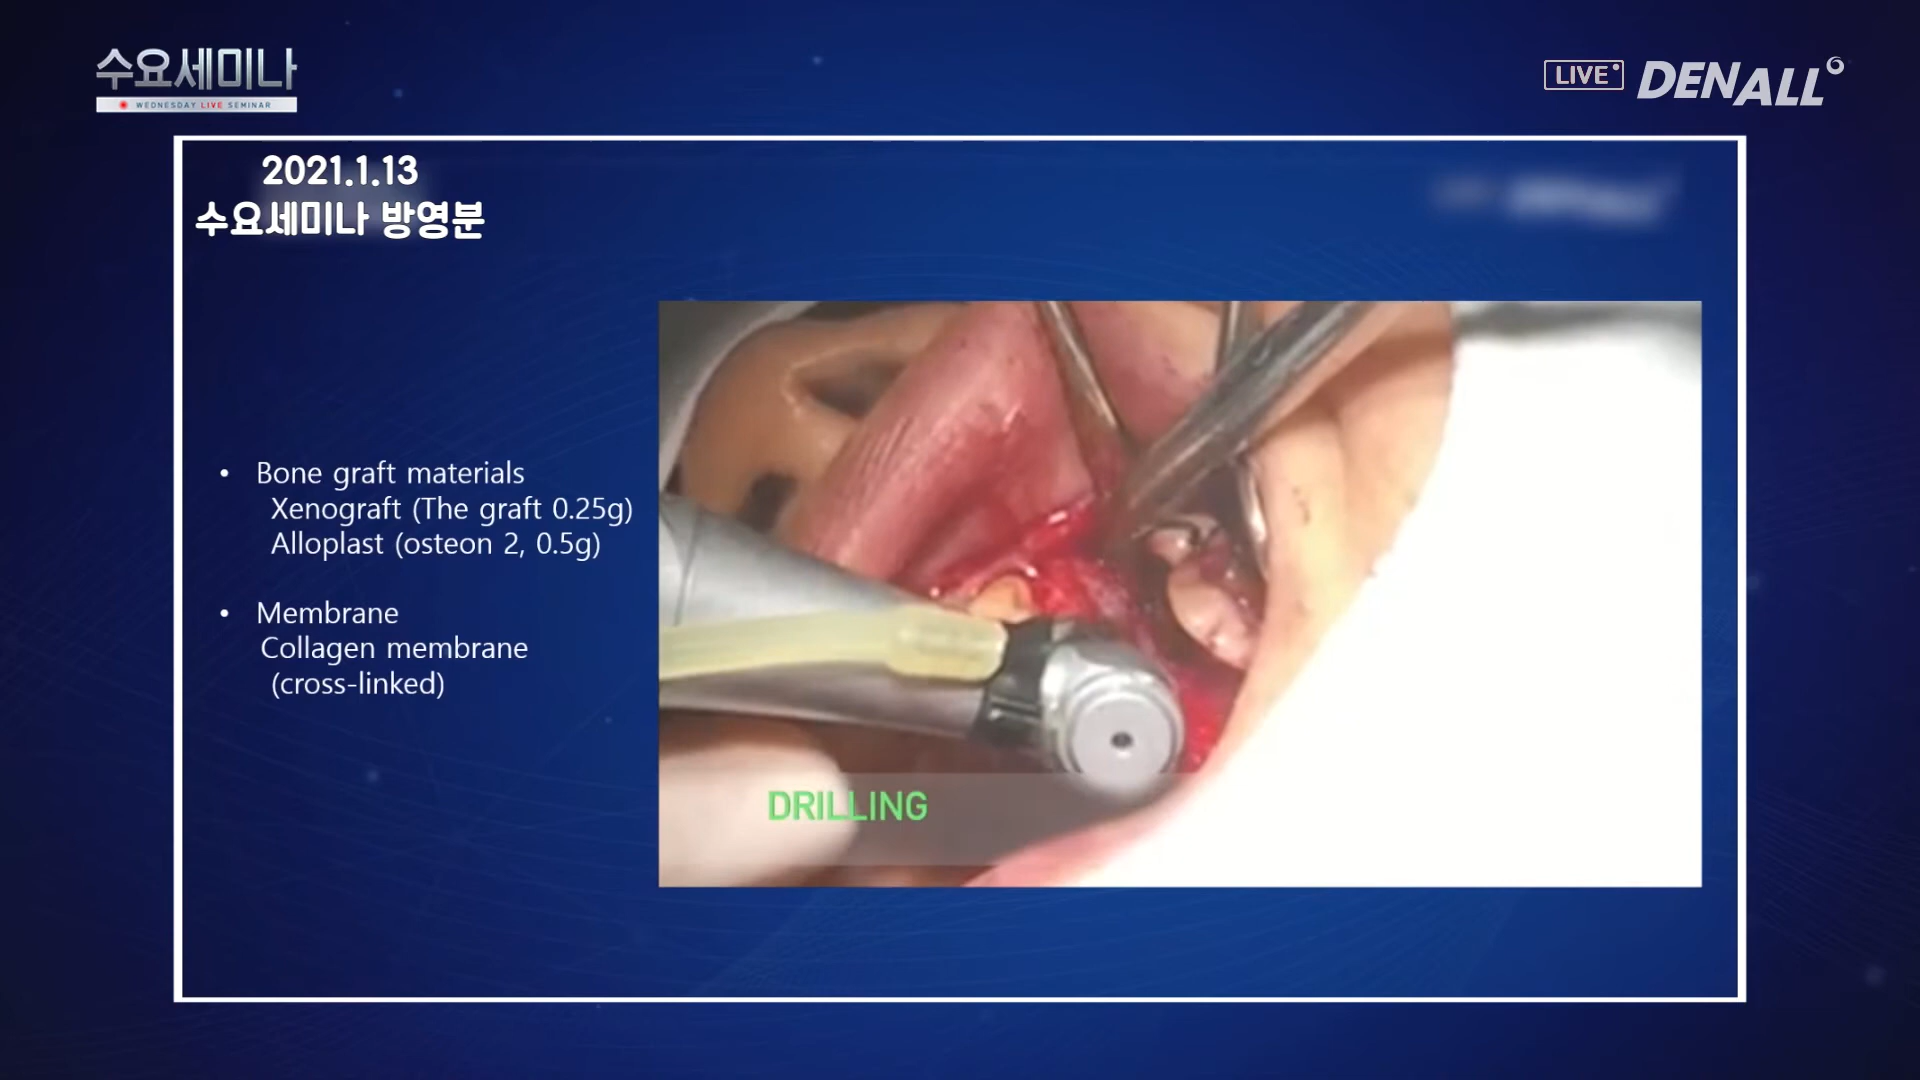 수요세미나
WEDNESDAY LIVE SEMINAR
LIVE
DENALL
2021.1.13
수요세미나 방영분
• Bone graft materials
Xenograft (The graft 0.25g)
Alloplast (osteon 2, 0.5g)
• Membrane
Collagen membrane
(cross-linked)
DRILLING